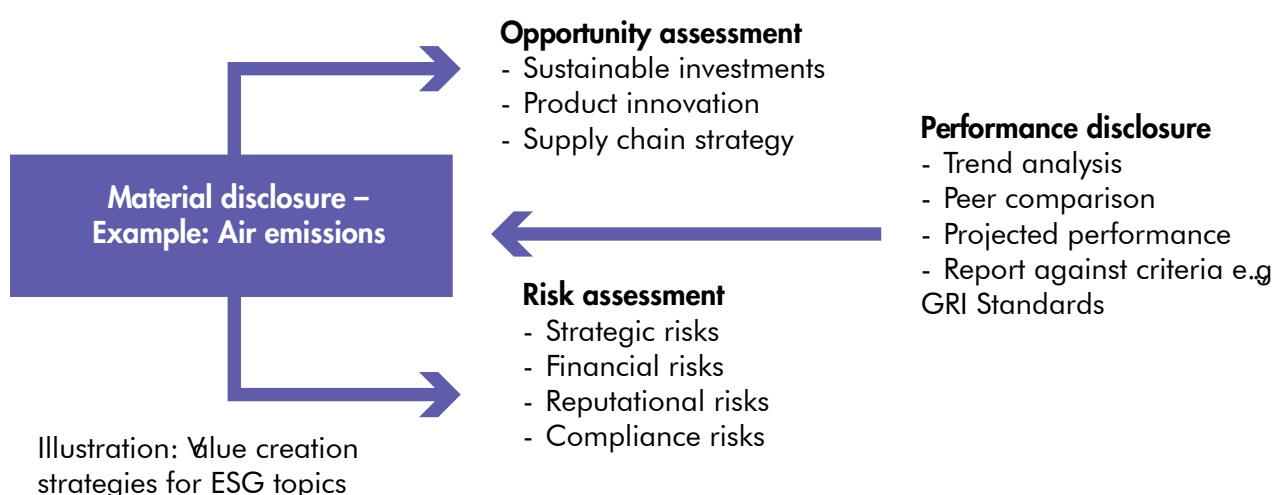 Opportunity assessment
- Sustainable investments
- Product innovation
- Supply chain strategy
Material disclosure –
Example: Air emissions
Performance disclosure
- Trend analysis
- Peer comparison
- Projected performance
- Report against criteria e.g.
GRI Standards
Risk assessment
- Strategic risks
- Financial risks
- Reputational risks
- Compliance risks
Illustration: Value creation
strategies for ESG topics